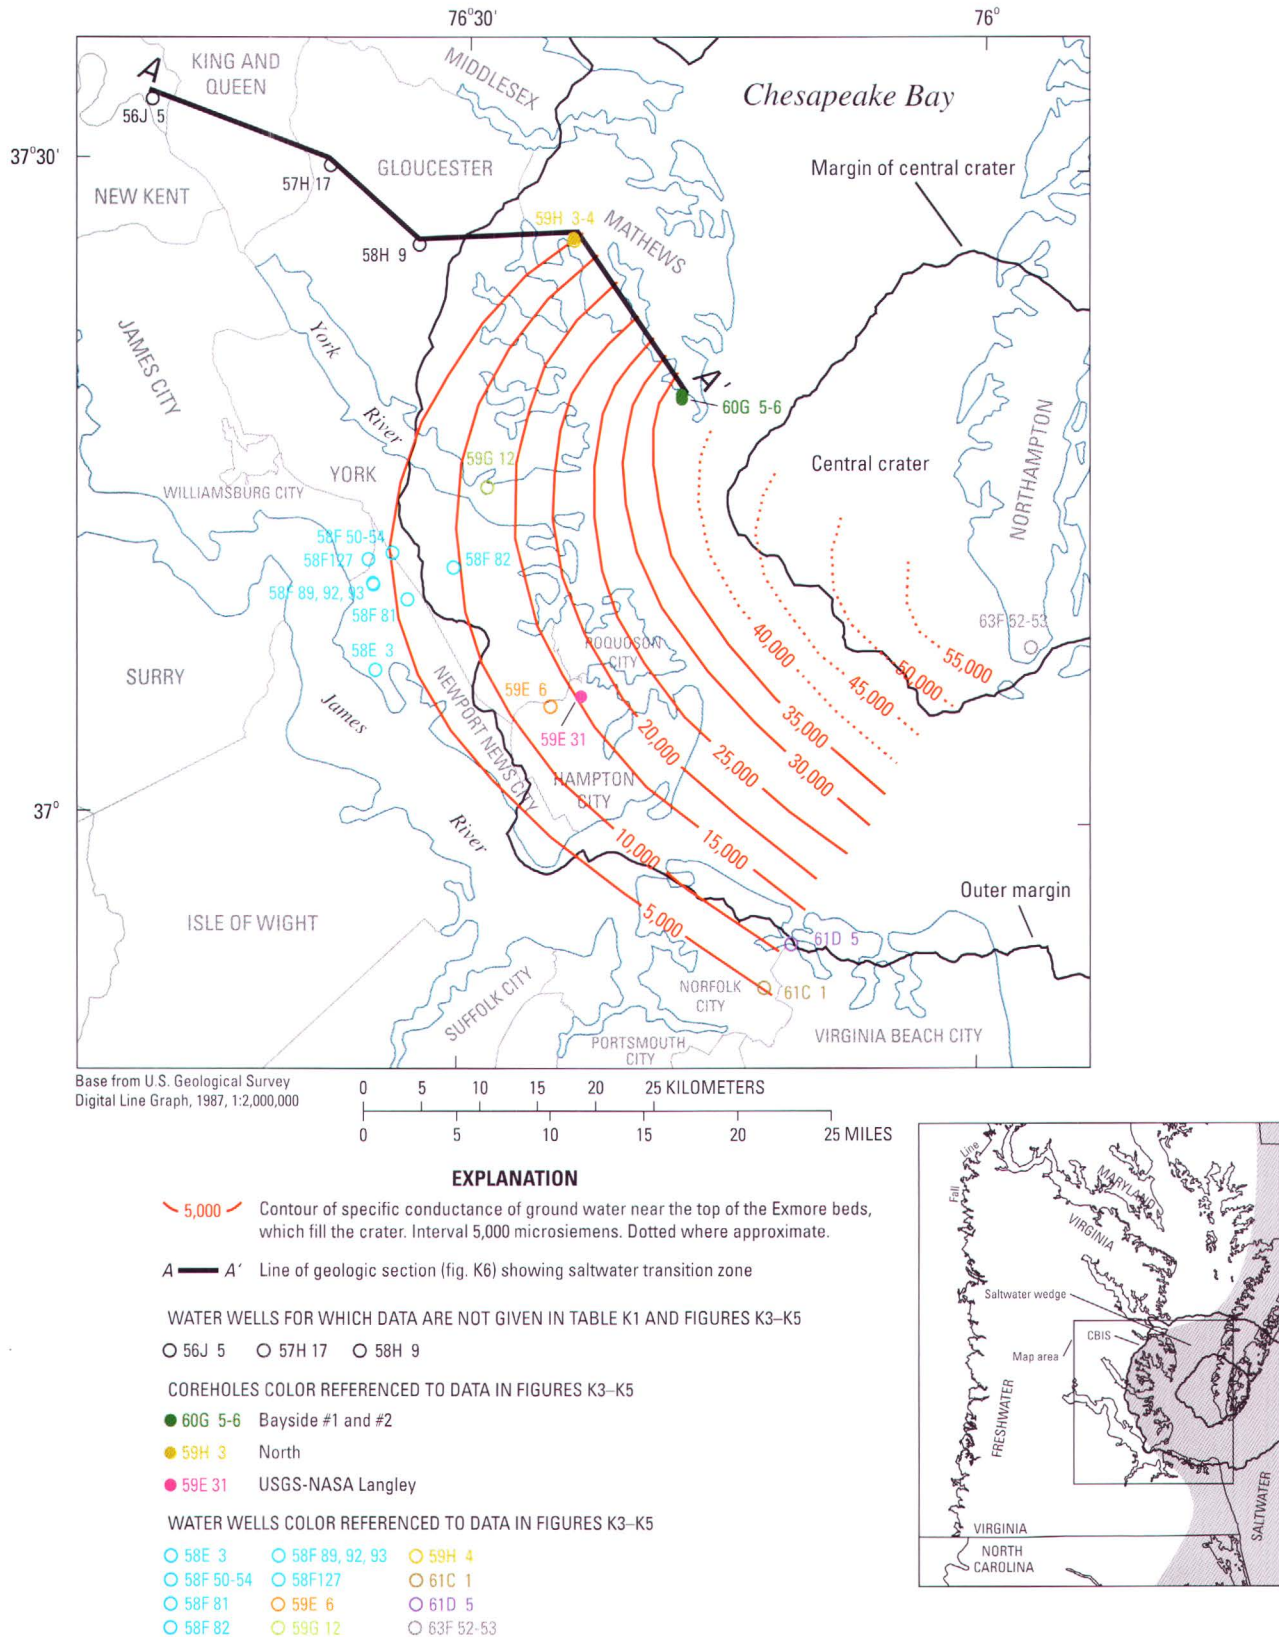 76°30'
76°
37°30'
37°
A
KING AND
QUEEN
MIDDLESEX
Chesapeake Bay
56J 5
57H 17
GLOUCESTER
Margin of central crater
NEW KENT
59H 3-4
MATHEWS
58H 9
JAMES CITY
York
River
A'
60G 5-6
59G 12
Central crater
NORTHAMPTON
YORK
WILLIAMSBURG CITY
58F 50-54
58F127
58F 82
58F 89, 92, 93
58F 81
63F 52-53
58E 3
POQUOSON
CITY
40,000
45,000
50,000
55,000
SURRY
NEWPORT NEWS CITY
59E 6
59E 31
James
River
20,000
25,000
35,000
30,000
HAMPTON
CITY
10,000
15,000
Outer margin
5,000
61D 5
ISLE OF WIGHT
SUFFOLK CITY
NORFOLK
CITY
61C 1
PORTSMOUTH
CITY
VIRGINIA BEACH CITY
Base from U.S. Geological Survey
Digital Line Graph, 1987, 1:2,000,000
0 5 10 15 20 25 KILOMETERS
0 5 10 15 20 25 MILES
EXPLANATION
5,000 Contour of specific conductance of ground water near the top of the Exmore beds,
which fill the crater. Interval 5,000 microsiemens. Dotted where approximate.
A A' Line of geologic section (fig. K6) showing saltwater transition zone
WATER WELLS FOR WHICH DATA ARE NOT GIVEN IN TABLE K1 AND FIGURES K3–K5
56J 5 57H 17 58H 9
COREHOLES COLOR REFERENCED TO DATA IN FIGURES K3–K5
60G 5-6 Bayside #1 and #2
59H 3 North
59E 31 USGS-NASA Langley
WATER WELLS COLOR REFERENCED TO DATA IN FIGURES K3–K5
58E 3 58F 89, 92, 93 59H 4
58F 50-54 58F127 61C 1
58F 81 59E 6 61D 5
58F 82 59G 12 63F 52-53
Fall Line
MARYLAND
VIRGINIA
Saltwater wedge
CBIS
Map area
FRESHWATER
SALTWATER
VIRGINIA
NORTH
CAROLINA